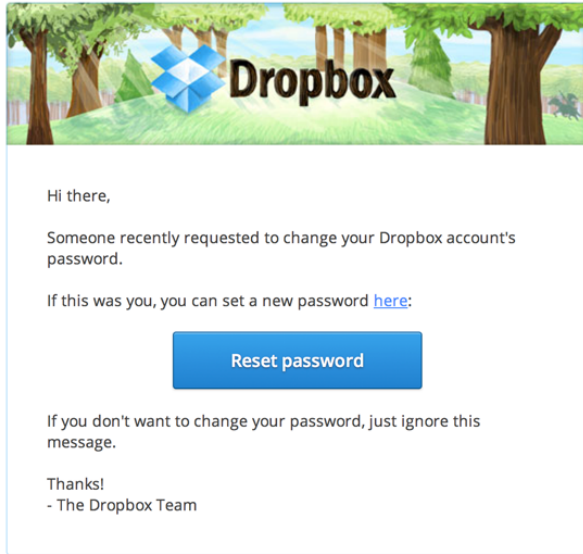 Dropbox
Hi there,
Someone recently requested to change your Dropbox account's
password.
If this was you, you can set a new password here:
Reset password
If you don't want to change your password, just ignore this
message.
Thanks!
- The Dropbox Team